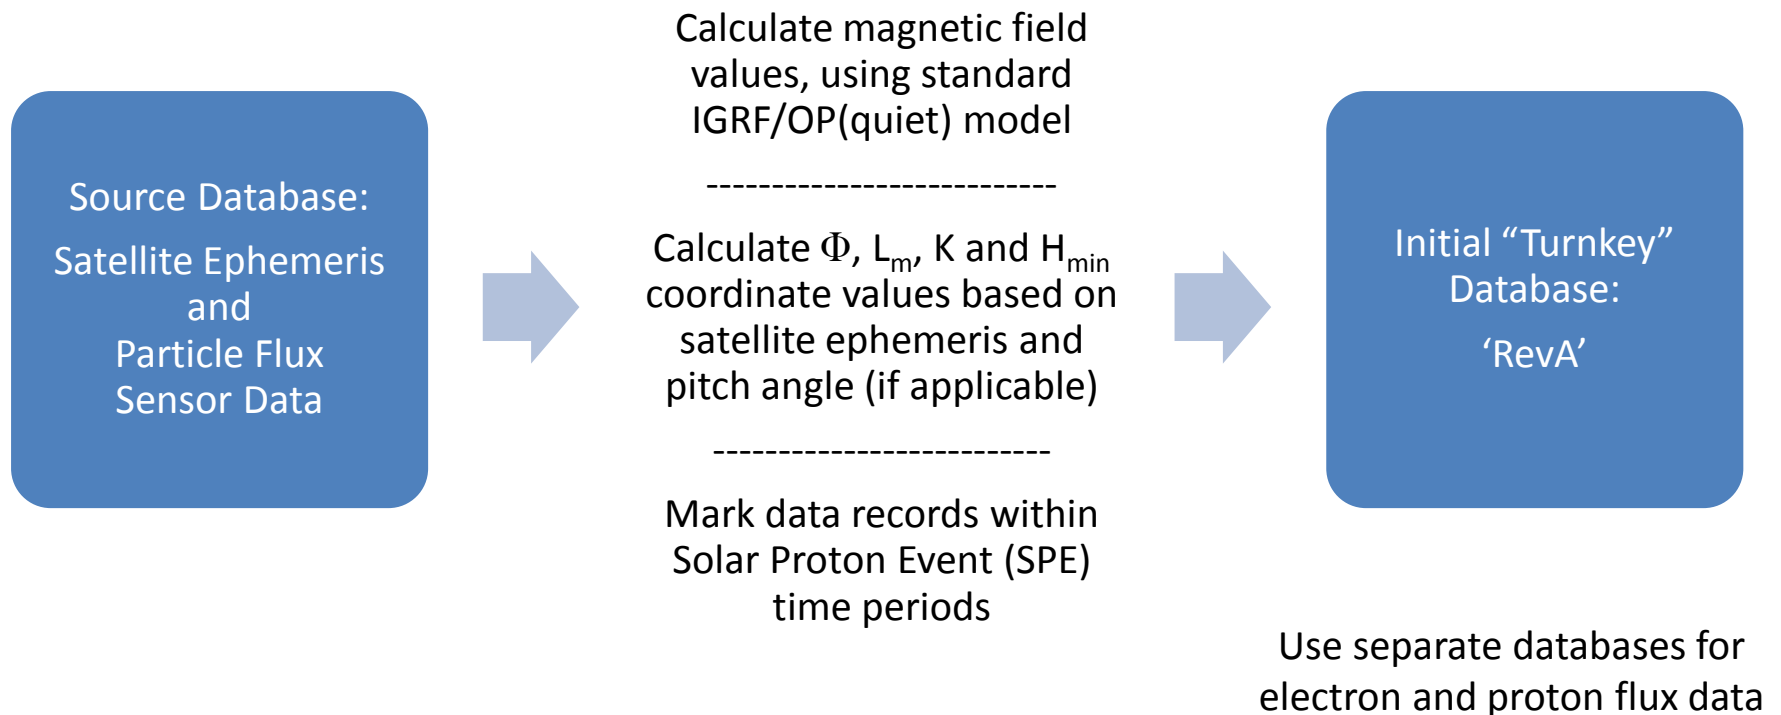 Source Database:
Satellite Ephemeris
and
Particle Flux
Sensor Data
Calculate magnetic field
values, using standard
IGRF/OP(quiet) model
---------------------------
Calculate Φ, Lm, K and Hmin
coordinate values based on
satellite ephemeris and
pitch angle (if applicable)
--------------------------
Mark data records within
Solar Proton Event (SPE)
time periods
Initial “Turnkey”
Database:
‘RevA’
Use separate databases for
electron and proton flux data